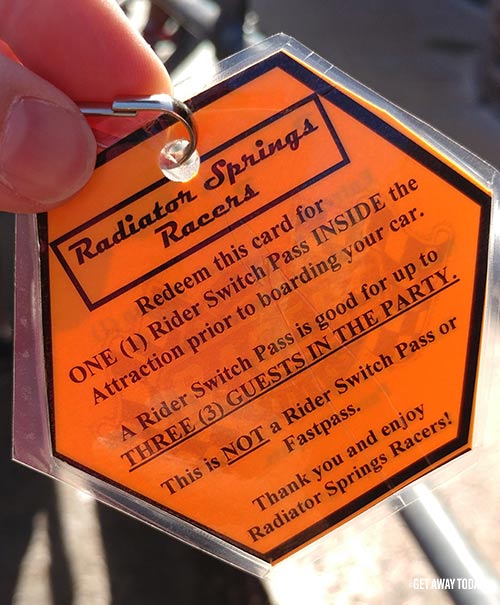 Radiator Springs
Racers
Redeem this card for
ONE (1) Rider Switch Pass INSIDE the
Attraction prior to boarding your car.
A Rider Switch Pass is good for up to
THREE (3) GUESTS IN THE PARTY.
This is NOT a Rider Switch Pass or
Fastpass.
Thank you and enjoy
Radiator Springs Racers!
GET AWAY TODAY